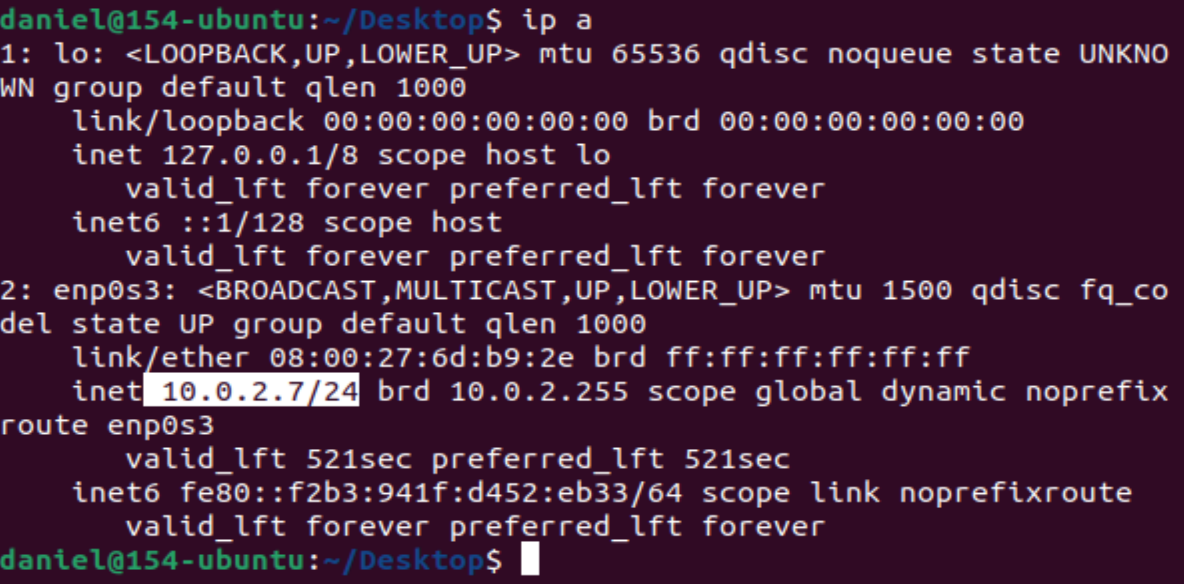 daniel@154-ubuntu:~/Desktop$ ip a
1: lo: <LOOPBACK,UP,LOWER_UP> mtu 65536 qdisc noqueue state UNKNO
WN group default qlen 1000
    link/loopback 00:00:00:00:00:00 brd 00:00:00:00:00:00
    inet 127.0.0.1/8 scope host lo
       valid_lft forever preferred_lft forever
    inet6 ::1/128 scope host
       valid_lft forever preferred_lft forever
2: enp0s3: <BROADCAST,MULTICAST,UP,LOWER_UP> mtu 1500 qdisc fq_co
del state UP group default qlen 1000
    link/ether 08:00:27:6d:b9:2e brd ff:ff:ff:ff:ff:ff
    inet 10.0.2.7/24 brd 10.0.2.255 scope global dynamic noprefix
route enp0s3
       valid_lft 521sec preferred_lft 521sec
    inet6 fe80::f2b3:941f:d452:eb33/64 scope link noprefixroute
       valid_lft forever preferred_lft forever
daniel@154-ubuntu:~/Desktop$